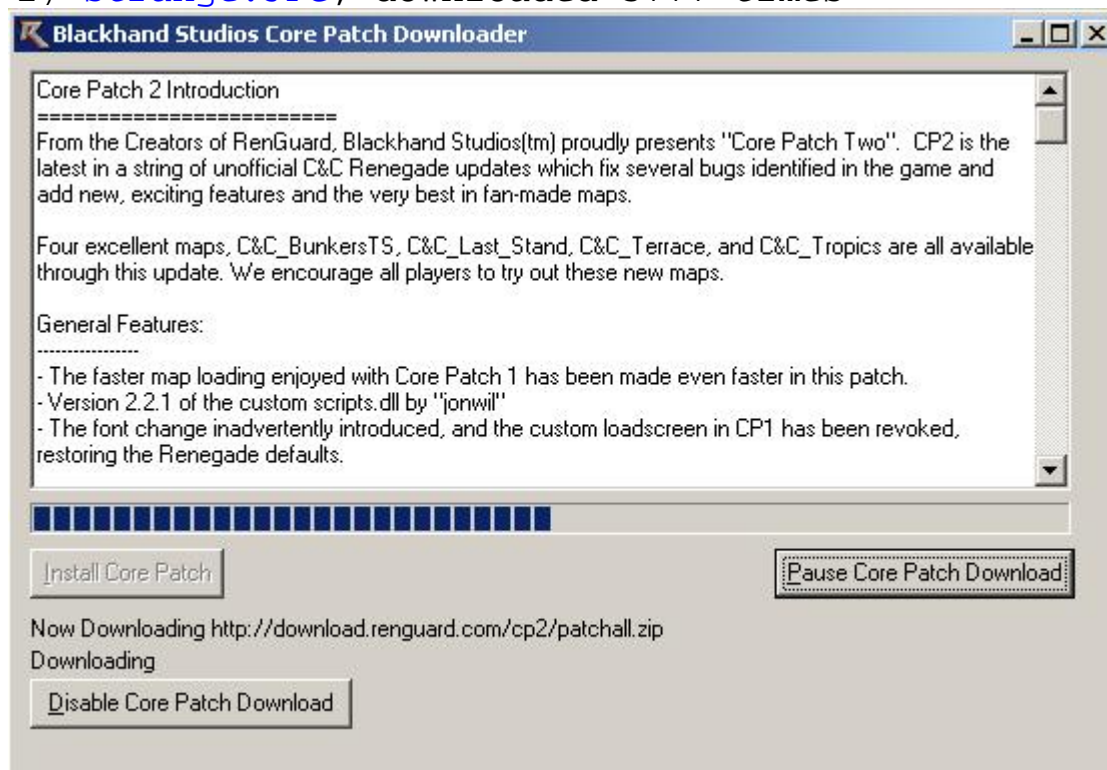 Blackhand Studios Core Patch Downloader
Core Patch 2 Introduction
==========================
From the Creators of RenGuard, Blackhand Studios(tm) proudly presents "Core Patch Two".  CP2 is the
latest in a string of unofficial C&C Renegade updates which fix several bugs identified in the game and
add new, exciting features and the very best in fan-made maps.
Four excellent maps, C&C_BunkersTS, C&C_Last_Stand, C&C_Terrace, and C&C_Tropics are all available
through this update. We encourage all players to try out these new maps.
General Features:
-----------------
- The faster map loading enjoyed with Core Patch 1 has been made even faster in this patch.
- Version 2.2.1 of the custom scripts.dll by "jonwil"
- The font change inadvertently introduced, and the custom loadscreen in CP1 has been revoked,
restoring the Renegade defaults.
Install Core Patch
Pause Core Patch Download
Now Downloading http://download.renguard.com/cp2/patchall.zip
Downloading
Disable Core Patch Download